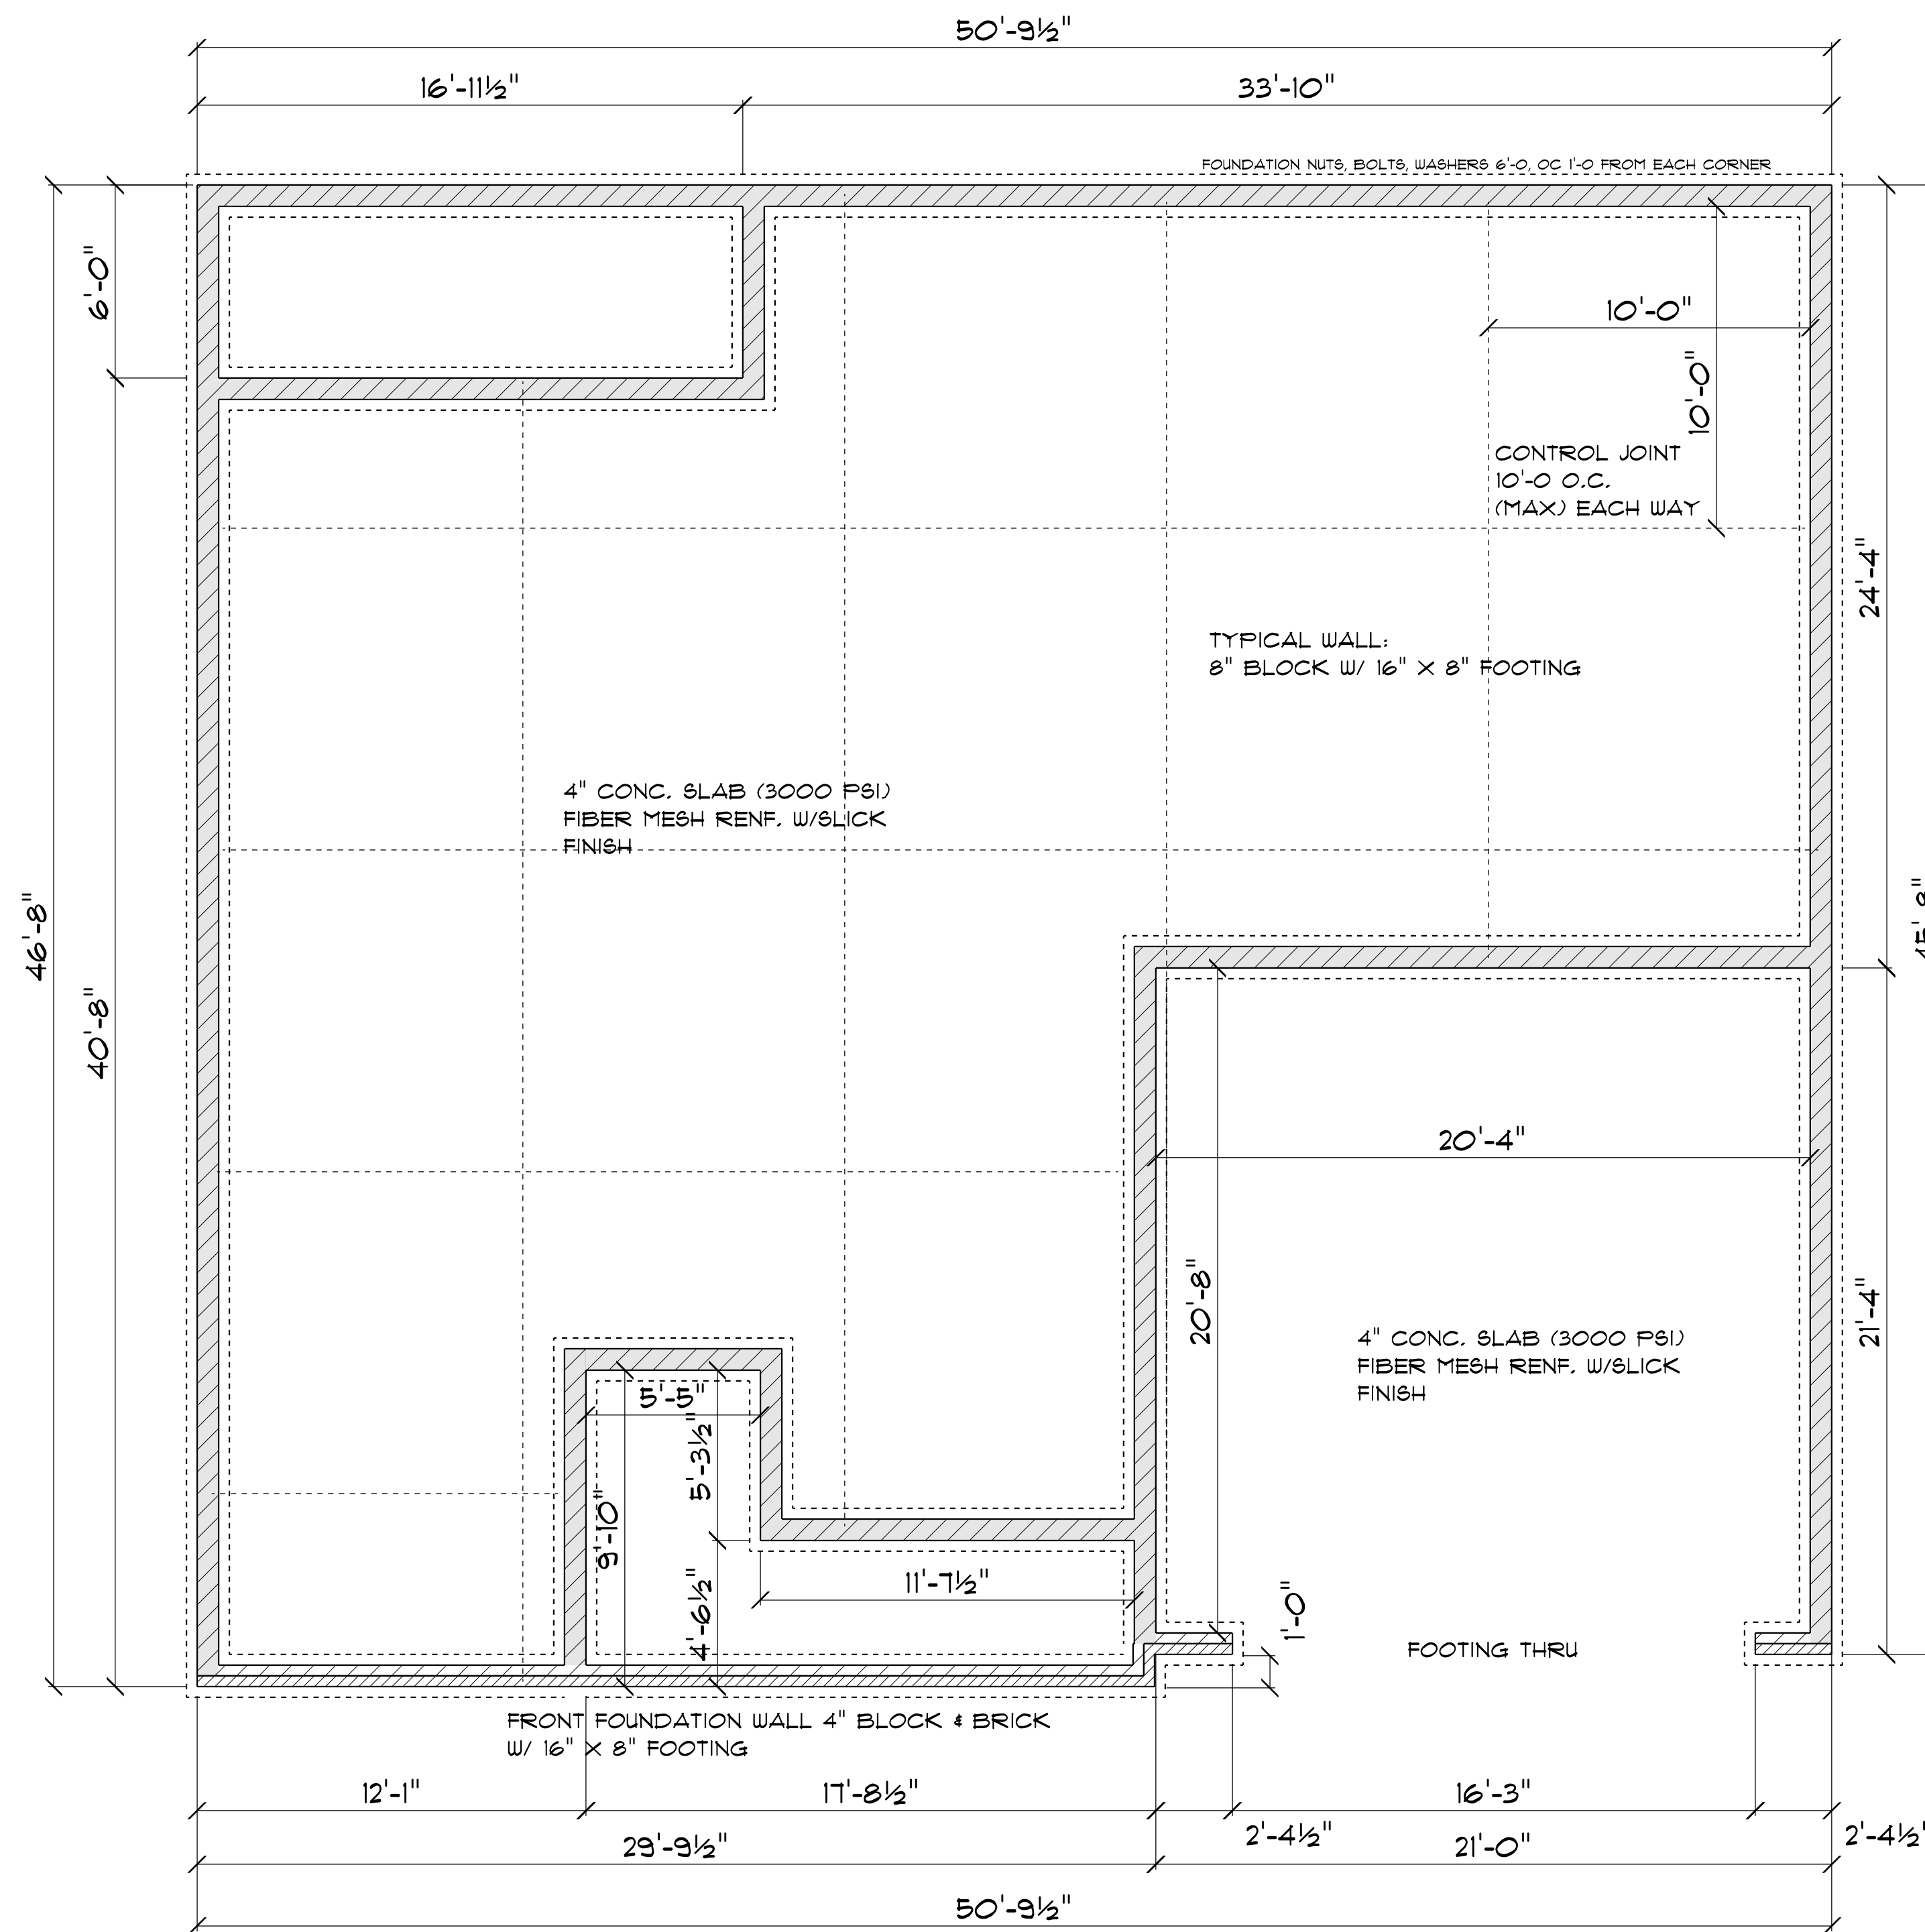 50'-9½"
16'-11½"
33'-10"
FOUNDATION NUTS, BOLTS, WASHERS 6'-0, OC 1'-0 FROM EACH CORNER
6'-0"
10'-0"
10'-0"
CONTROL JOINT
10'-0 O.C.
(MAX) EACH WAY
24'-4"
TYPICAL WALL:
8" BLOCK W/ 16" X 8" FOOTING
4" CONC. SLAB (3000 PSI)
FIBER MESH RENF. W/SLICK
FINISH
46'-8"
40'-8"
20'-4"
20'-8"
21'-4"
4" CONC. SLAB (3000 PSI)
FIBER MESH RENF. W/SLICK
FINISH
5'-5"
5'-3½"
9'-10"
4'-6½"
11'-7½"
1'-0"
FOOTING THRU
FRONT FOUNDATION WALL 4" BLOCK & BRICK
W/ 16" X 8" FOOTING
12'-1"
17'-8½"
16'-3"
2'-4½"
2'-4½"
29'-9½"
21'-0"
50'-9½"